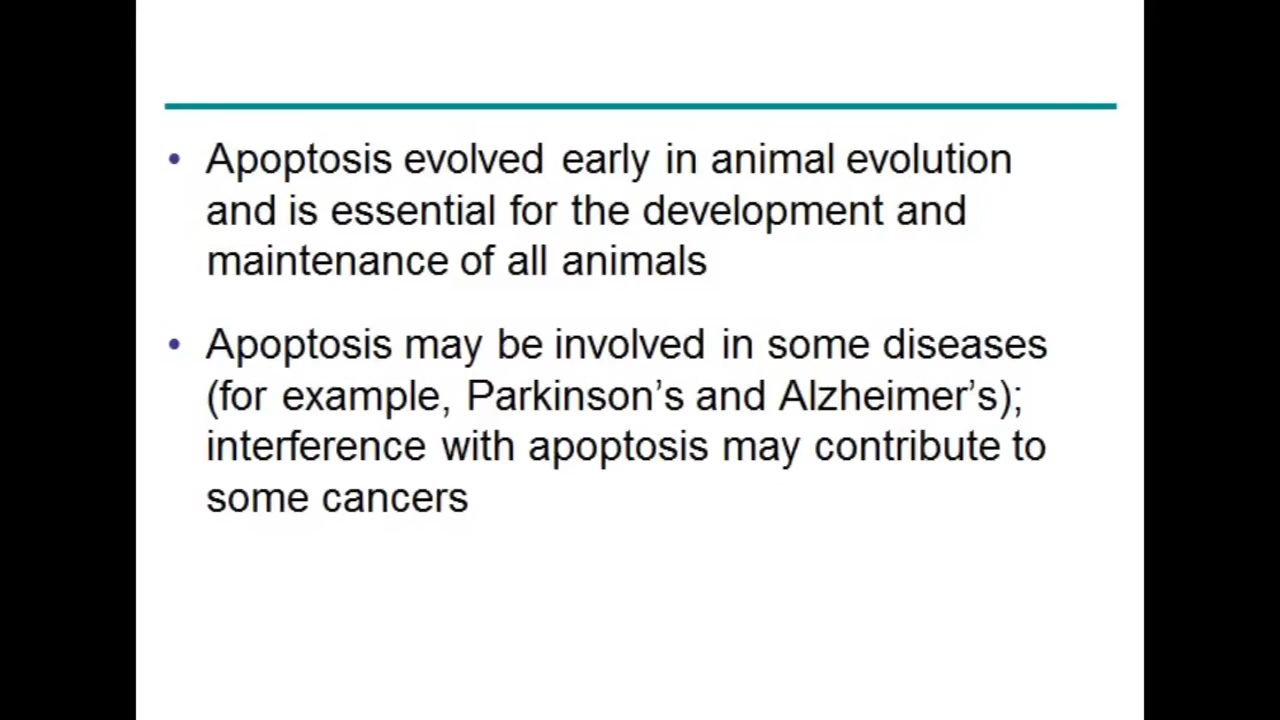 • Apoptosis evolved early in animal evolution
and is essential for the development and
maintenance of all animals
• Apoptosis may be involved in some diseases
(for example, Parkinson’s and Alzheimer’s);
interference with apoptosis may contribute to
some cancers